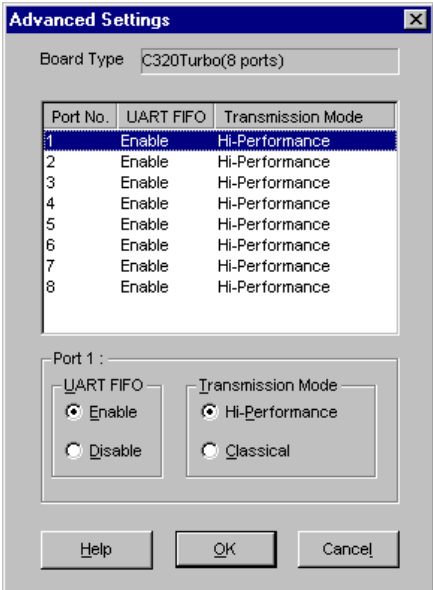 Advanced Settings
Board Type C320Turbo(8 ports)
Port No. UART FIFO Transmission Mode
1 Enable Hi-Performance
2 Enable Hi-Performance
3 Enable Hi-Performance
4 Enable Hi-Performance
5 Enable Hi-Performance
6 Enable Hi-Performance
7 Enable Hi-Performance
8 Enable Hi-Performance
Port 1 :
UART FIFO Transmission Mode
Enable Hi-Performance
Disable Classical
Help OK Cancel